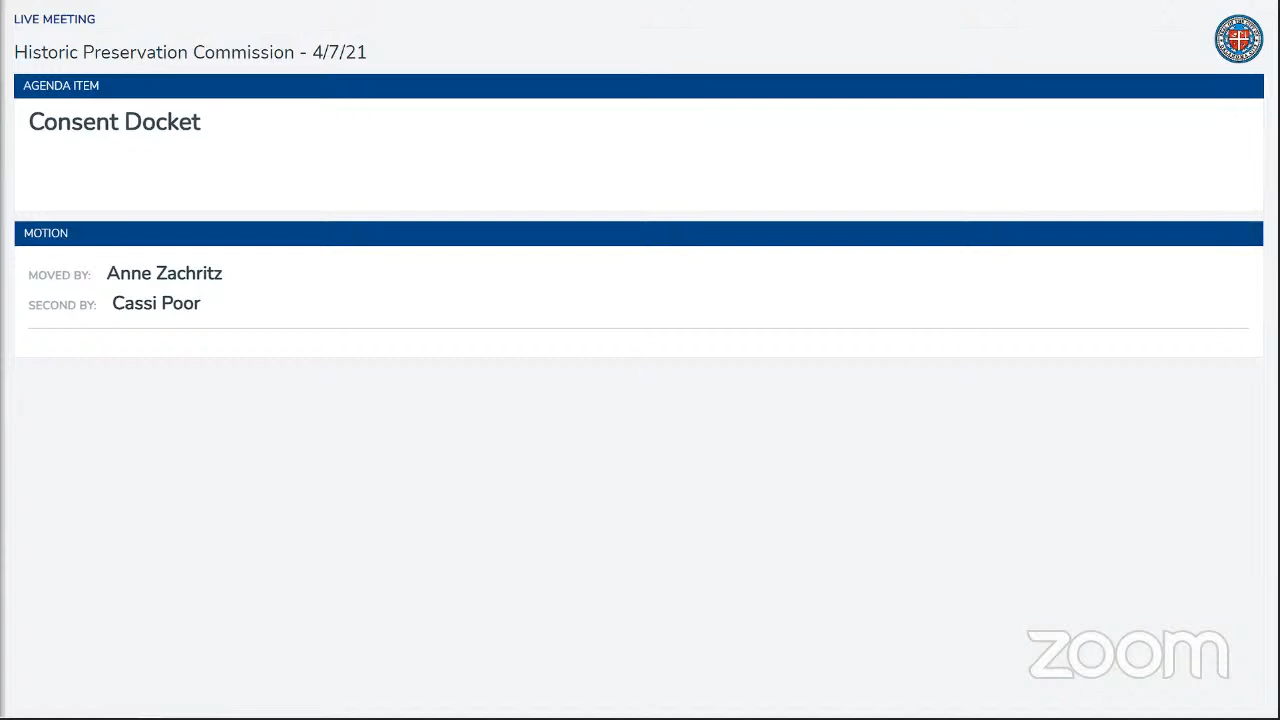 LIVE MEETING
Historic Preservation Commission - 4/7/21
AGENDA ITEM
Consent Docket
MOTION
MOVED BY: Anne Zachritz
SECOND BY: Cassi Poor
zoom